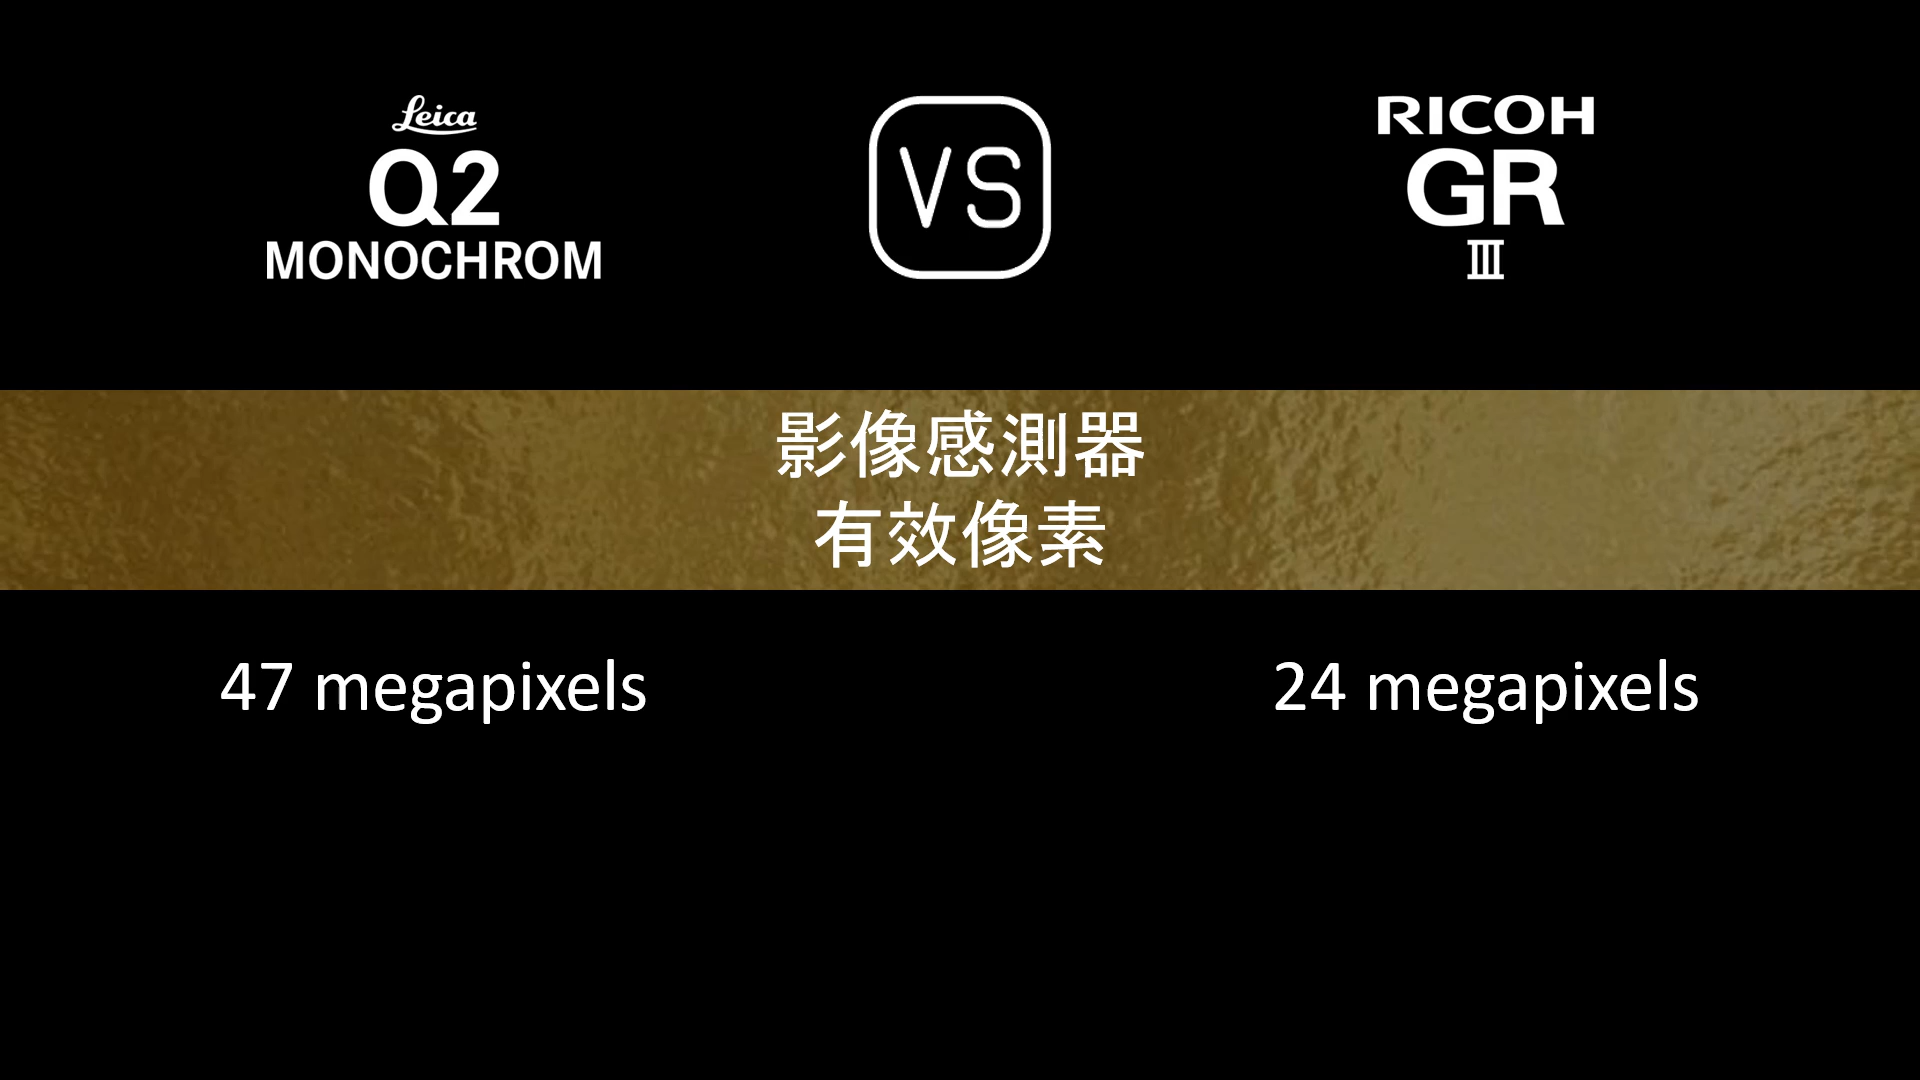 Leica
Q2
MONOCHROM
VS
RICOH
GR
III
影像感測器
有效像素
47 megapixels
24 megapixels